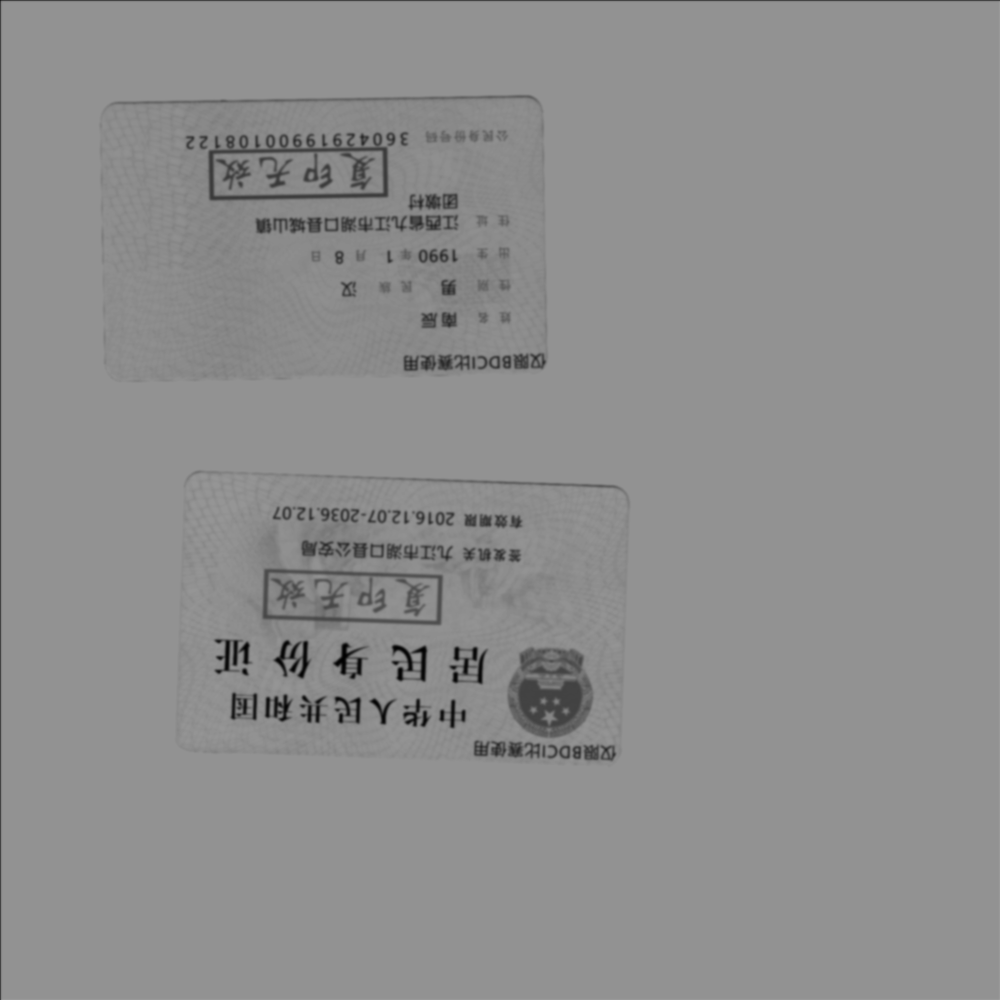 仅限BDCI比赛使用
中华人民共和国
居民身份证
复印无效
签发机关 九江市湖口县公安局
有效期限 2016.12.07-2036.12.07
仅限BDCI比赛使用
姓名 南辰
性别 男 民族 汉
出生 1990 年 1 月 8 日
住址 江西省九江市湖口县城山镇
团墩村
复印无效
公民身份号码 360429199000108122